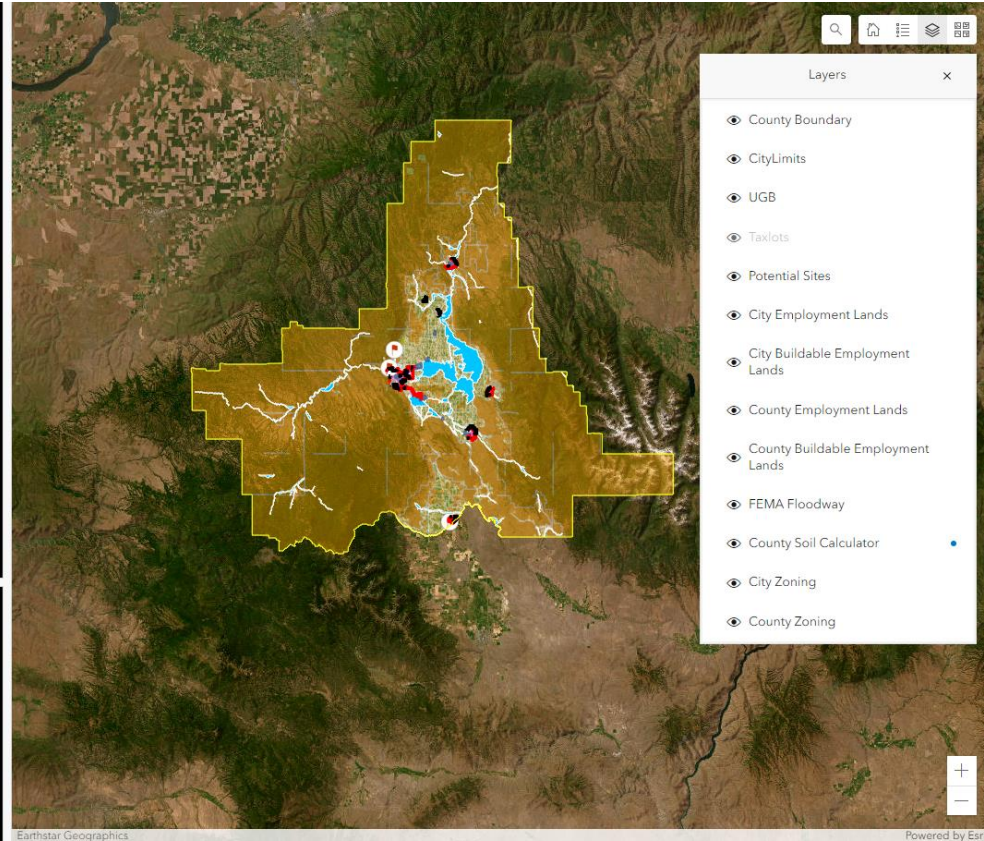 Layers
County Boundary
CityLimits
UGB
Taxlots
Potential Sites
City Employment Lands
City Buildable Employment
Lands
County Employment Lands
County Buildable Employment
Lands
FEMA Floodway
County Soil Calculator
City Zoning
County Zoning
Earthstar Geographics
Powered by Esr